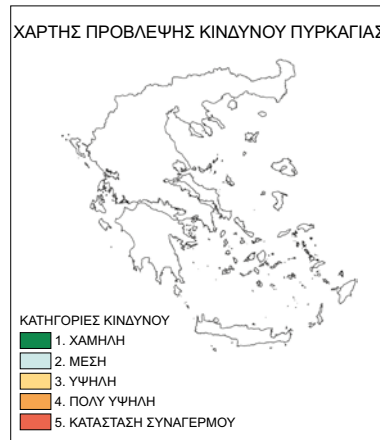 ΧΑΡΤΗΣ ΠΡΟΒΛΕΨΗΣ ΚΙΝΔΥΝΟΥ ΠΥΡΚΑΓΙΑΣ
ΚΑΤΗΓΟΡΙΕΣ ΚΙΝΔΥΝΟΥ
1. ΧΑΜΗΛΗ
2. ΜΕΣΗ
3. ΥΨΗΛΗ
4. ΠΟΛΥ ΥΨΗΛΗ
5. ΚΑΤΑΣΤΑΣΗ ΣΥΝΑΓΕΡΜΟΥ